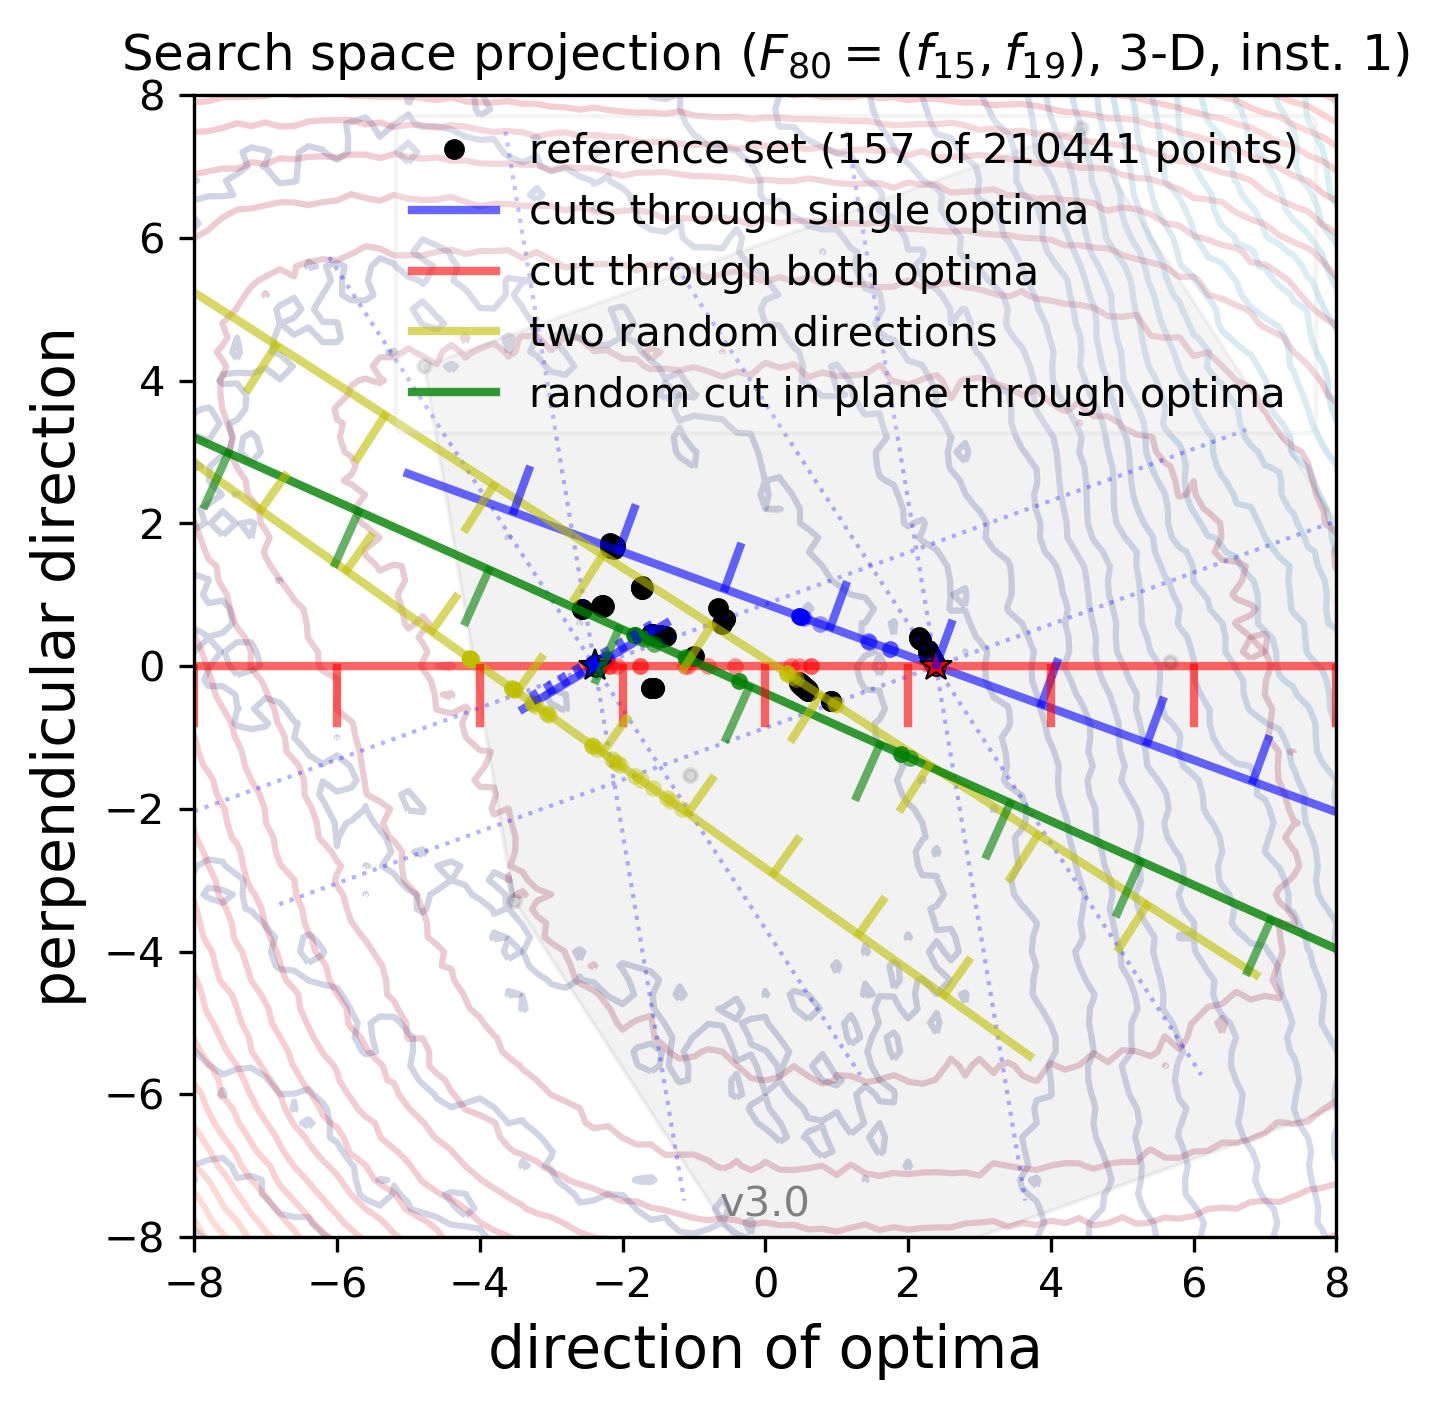 Search space projection (F₈₀ = (f₁₅, f₁₉), 3-D, inst. 1)
reference set (157 of 210441 points)
cuts through single optima
cut through both optima
two random directions
random cut in plane through optima
8
6
4
2
0
−2
−4
−6
−8
perpendicular direction
v3.0
−8 −6 −4 −2 0 2 4 6 8
direction of optima